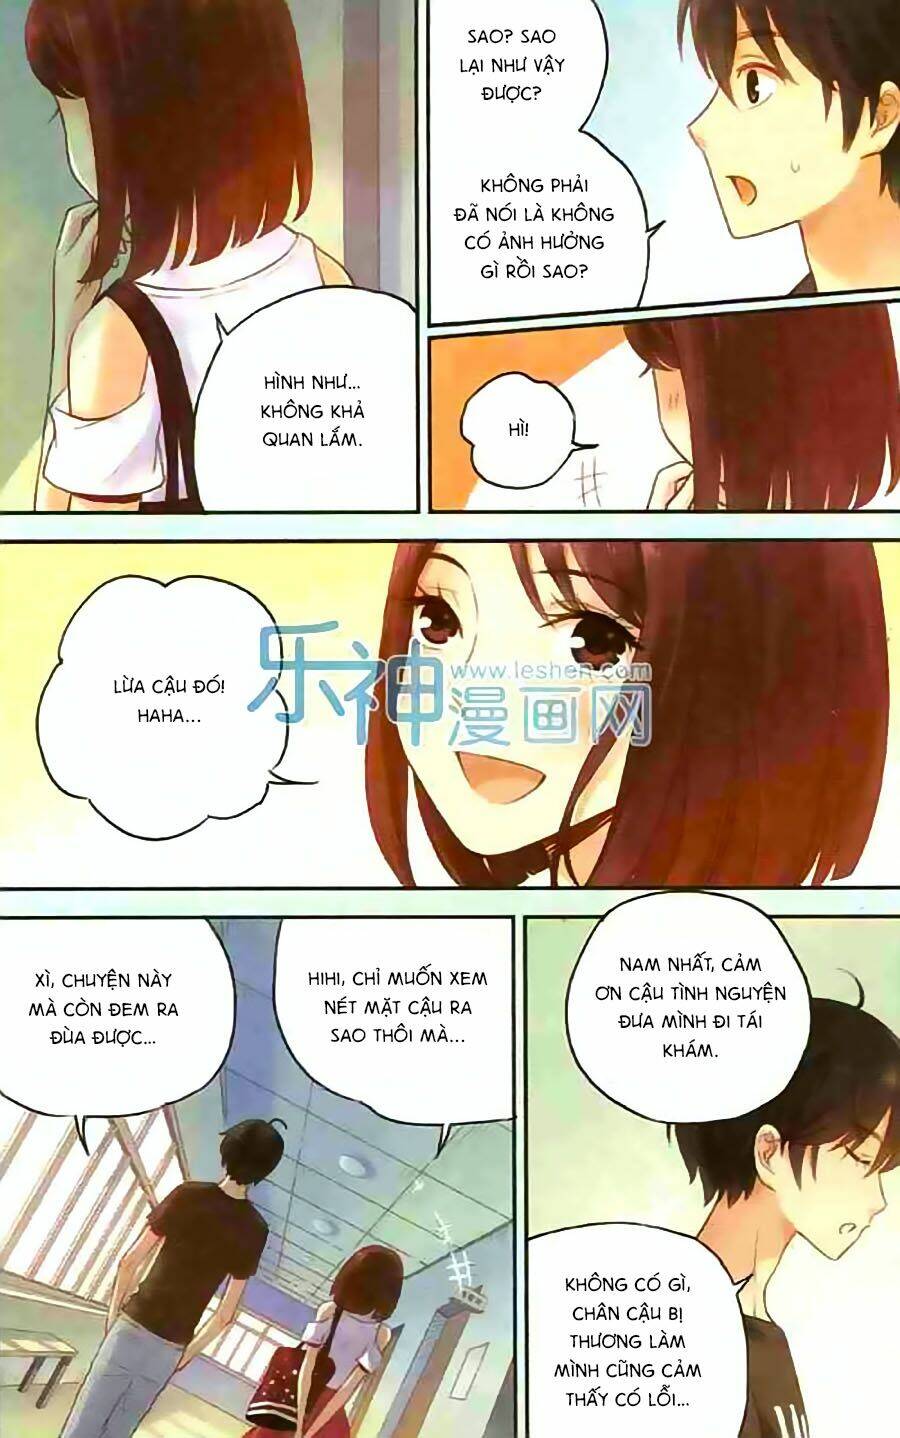 HÌNH NHƯ...
KHÔNG KHẢ
QUAN LẮM.
SAO? SAO
LẠI NHƯ VẬY
ĐƯỢC?
KHÔNG PHẢI
ĐÃ NÓI LÀ KHÔNG
CÓ ẢNH HƯỞNG
GÌ RỒI SAO?
HÌ!
LỪA CẬU ĐÓ!
HAHA...
www.leshen.com
乐神漫画网
XÌ, CHUYỆN NÀY
MÀ CÒN ĐEM RA
ĐÙA ĐƯỢC...
HIHI, CHỈ MUỐN XEM
NÉT MẶT CẬU RA
SAO THÔI MÀ...
NAM NHẤT, CẢM
ƠN CẬU TÌNH NGUYỆN
ĐƯA MÌNH ĐI TÁI
KHÁM.
KHÔNG CÓ GÌ,
CHÂN CẬU BỊ
THƯƠNG LÀM
MÌNH CŨNG CẢM
THẤY CÓ LỖI...